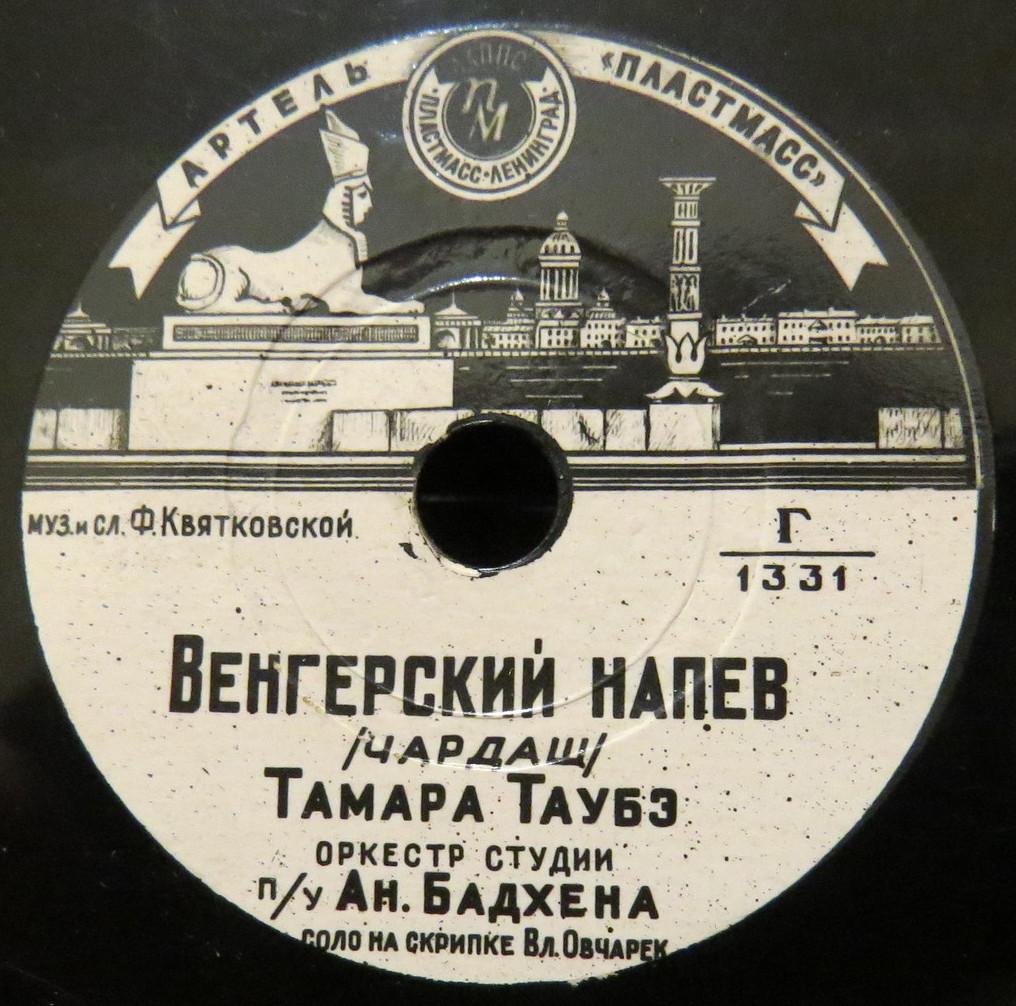 АРТЕЛЬ «ПЛАСТМАСС»
ПМ
ПЛАСТМАСС·ЛЕНИНГРАД·
МУЗ. и СЛ. Ф. КВЯТКОВСКОЙ
Г
1331
ВЕНГЕРСКИЙ НАПЕВ
/ЧАРДАШ/
ТАМАРА ТАУБЭ
ОРКЕСТР СТУДИИ
П/У АН. БАДХЕНА
СОЛО НА СКРИПКЕ ВЛ. ОВЧАРЕК